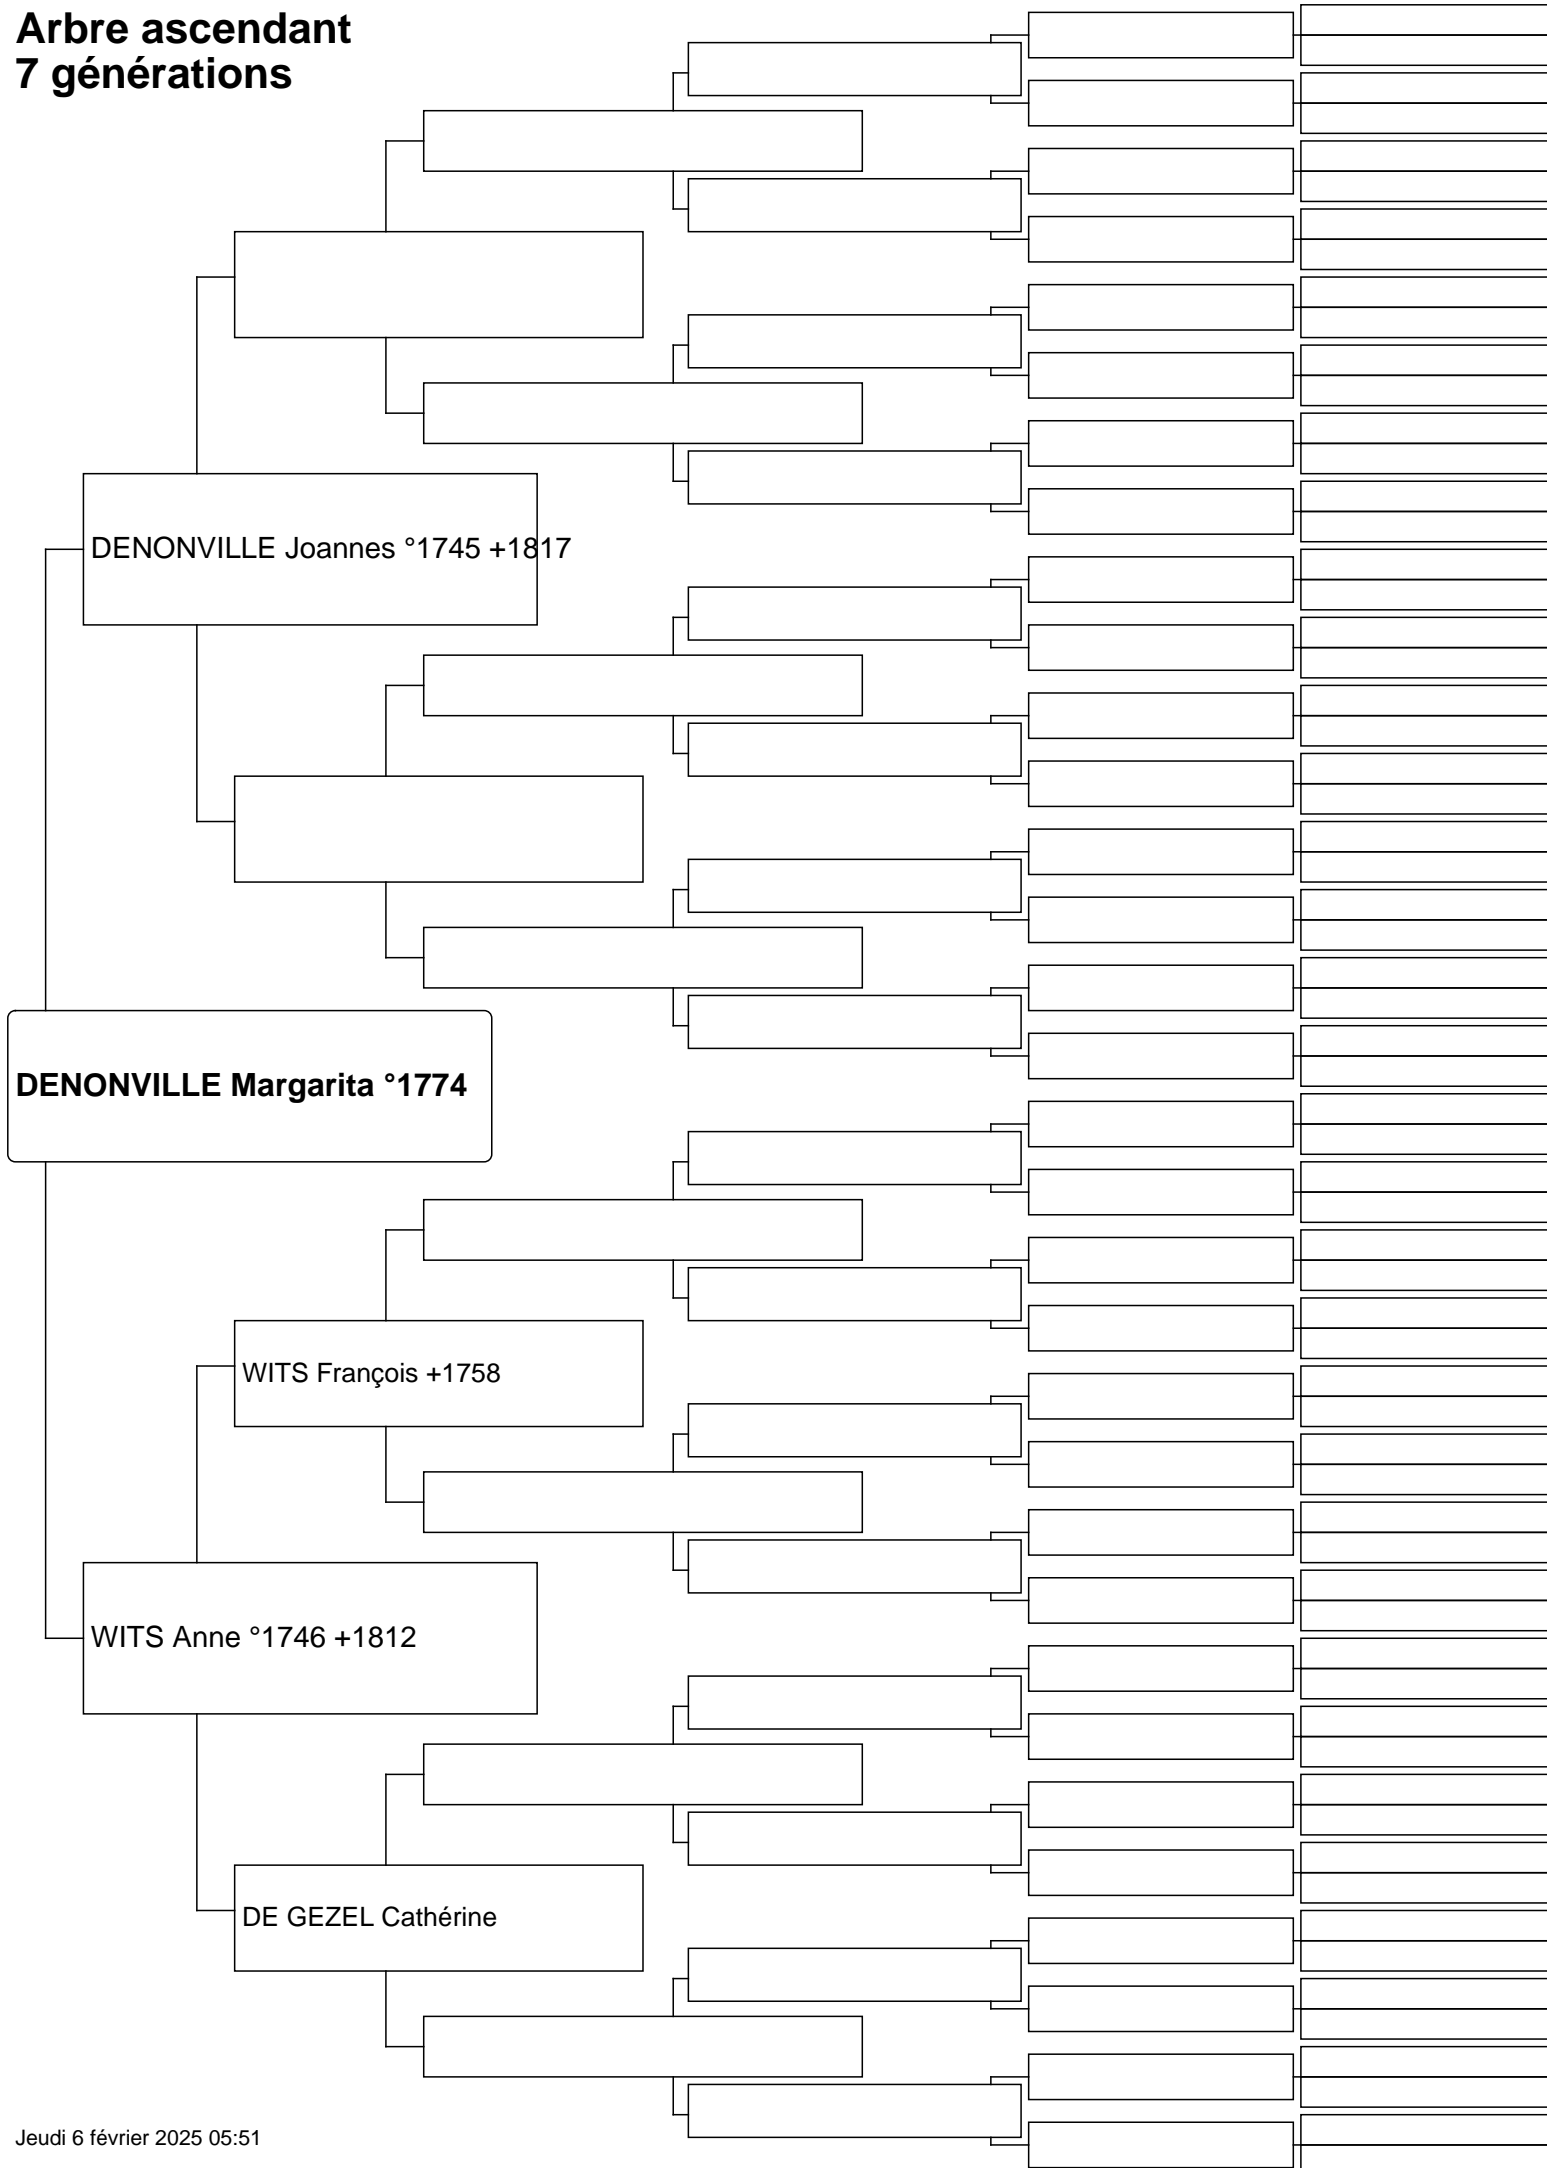 Arbre ascendant
7 générations
DENONVILLE Joannes °1745 +1817
DENONVILLE Margarita °1774
WITS François +1758
WITS Anne °1746 +1812
DE GEZEL Cathérine
Jeudi 6 février 2025 05:51